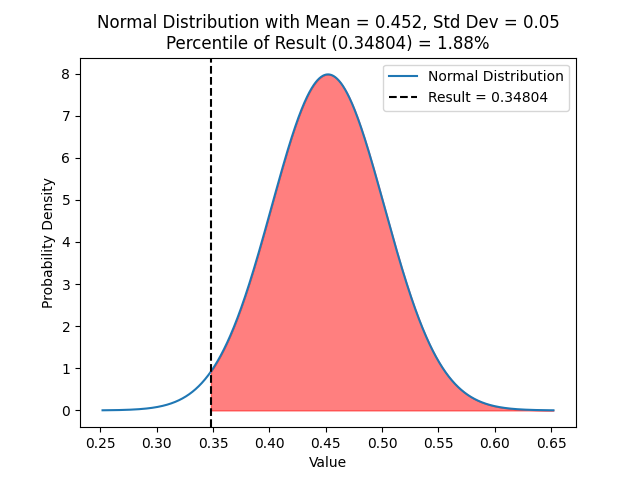 Normal Distribution with Mean = 0.452, Std Dev = 0.05
Percentile of Result (0.34804) = 1.88%
Normal Distribution
Result = 0.34804
Probability Density
8
7
6
5
4
3
2
1
0
0.25 0.30 0.35 0.40 0.45 0.50 0.55 0.60 0.65
Value